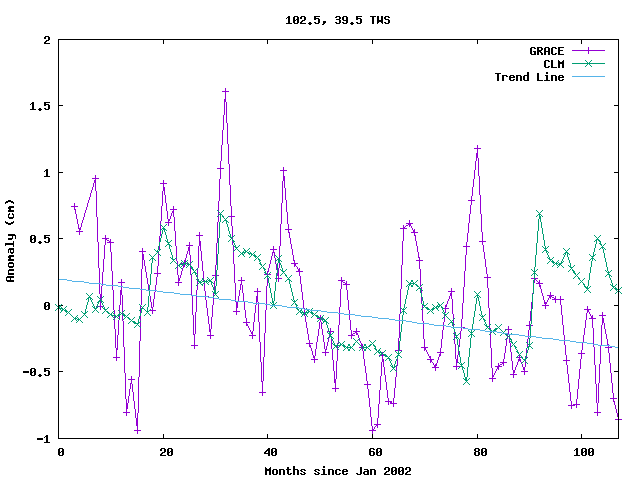 102.5, 39.5 TWS
GRACE
CLM
Trend Line
2
1.5
1
0.5
0
-0.5
-1
Anomaly (cm)
0 20 40 60 80 100
Months since Jan 2002